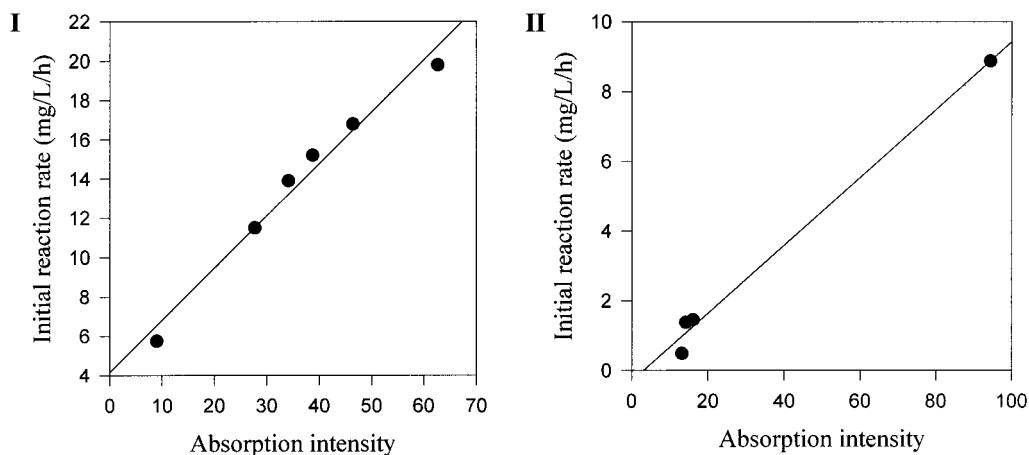 I
Initial reaction rate (mg/L/h)
22
20
18
16
14
12
10
8
6
4
0 10 20 30 40 50 60 70
Absorption intensity
II
Initial reaction rate (mg/L/h)
10
8
6
4
2
0
0 20 40 60 80 100
Absorption intensity